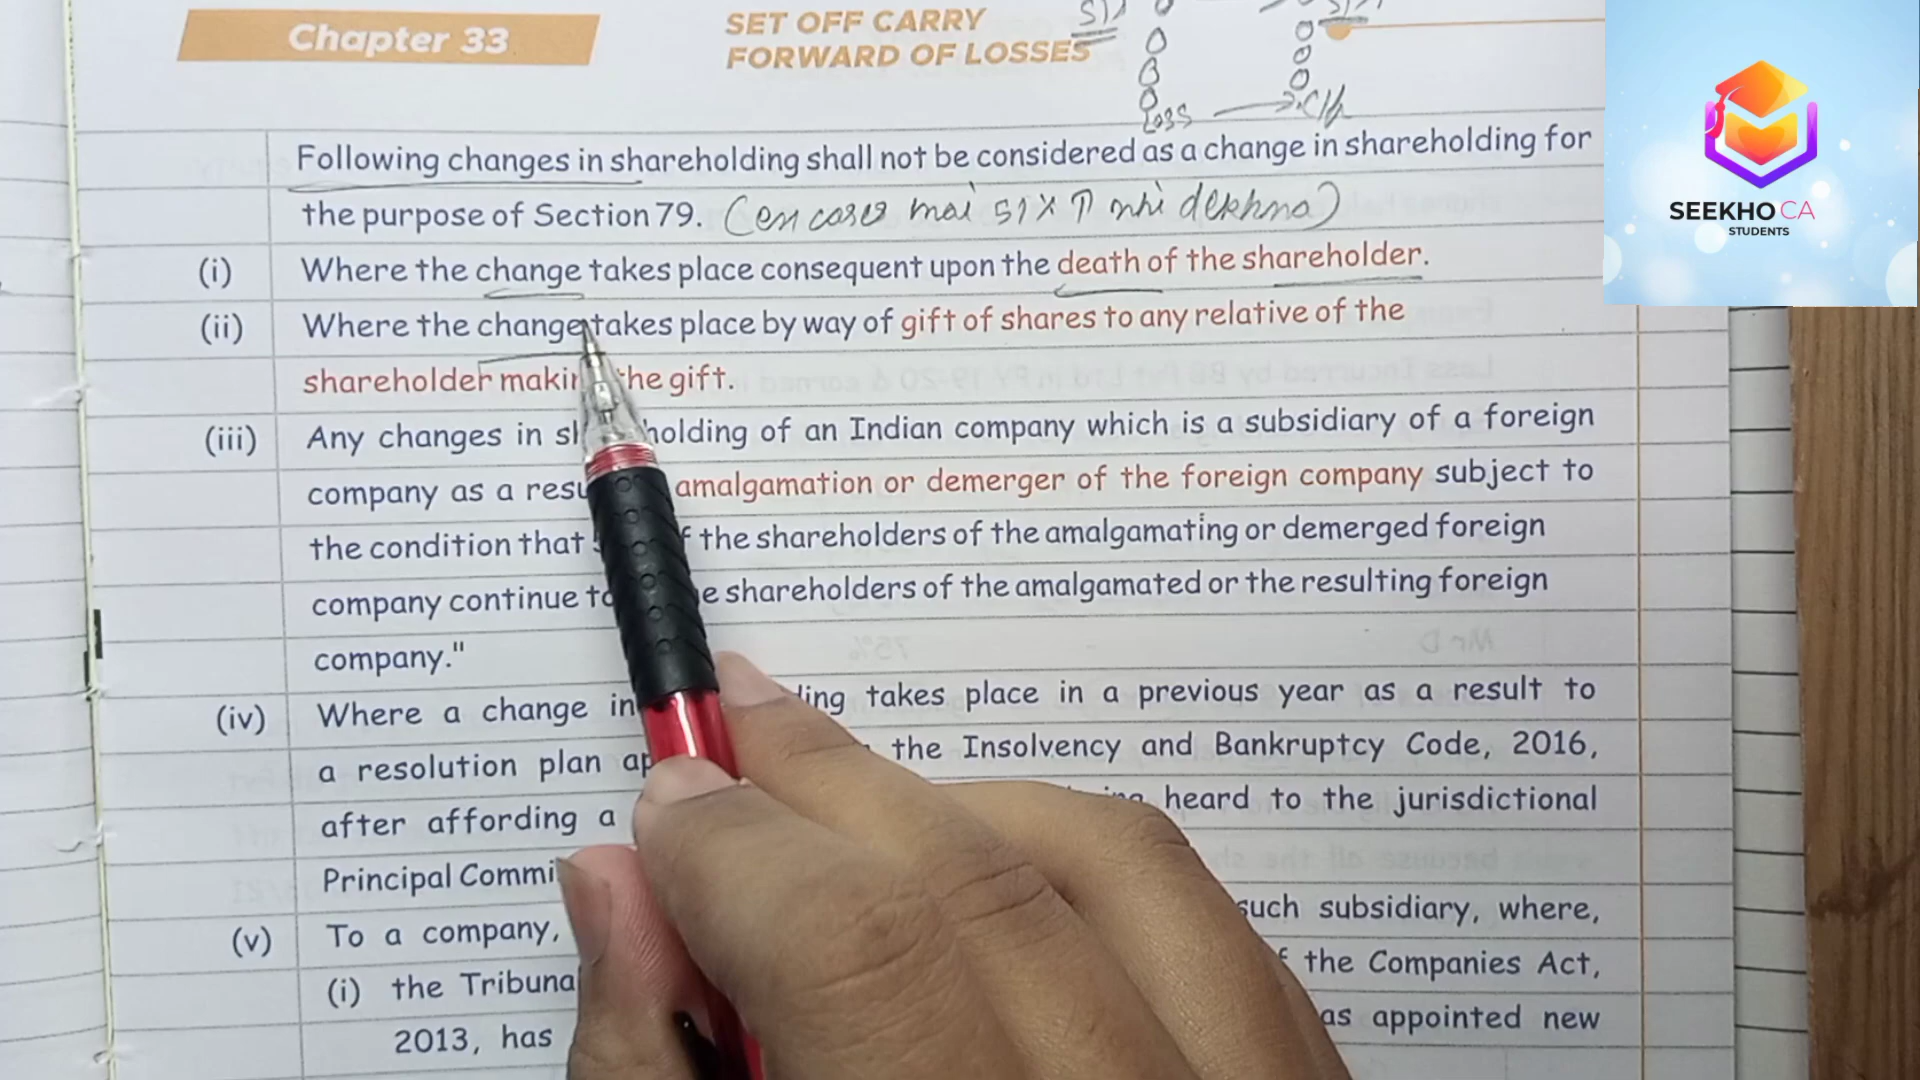 Chapter 33
SET OFF CARRY
FORWARD OF LOSSES
51%
Loss → C/f
Following changes in shareholding shall not be considered as a change in shareholding for
the purpose of Section 79. (en cases mai 51% nhi dekhna)
(i) Where the change takes place consequent upon the death of the shareholder.
(ii) Where the change takes place by way of gift of shares to any relative of the
shareholder making the gift.
(iii) Any changes in shareholding of an Indian company which is a subsidiary of a foreign
company as a resu amalgamation or demerger of the foreign company subject to
the condition that the shareholders of the amalgamating or demerged foreign
company continue to shareholders of the amalgamated or the resulting foreign
company."
(iv) Where a change in takes place in a previous year as a result to
a resolution plan the Insolvency and Bankruptcy Code, 2016,
after affording a heard to the jurisdictional
Principal Commi
(v) To a company, such subsidiary, where,
(i) the Tribuna the Companies Act,
2013, has as appointed new
SEEKHO CA
STUDENTS